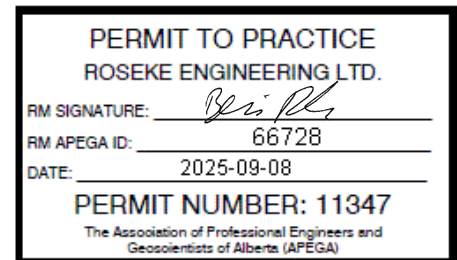 PERMIT TO PRACTICE
ROSEKE ENGINEERING LTD.
RM SIGNATURE:
RM APEGA ID: 66728
DATE: 2025-09-08
PERMIT NUMBER: 11347
The Association of Professional Engineers and
Geoscientists of Alberta (APEGA)